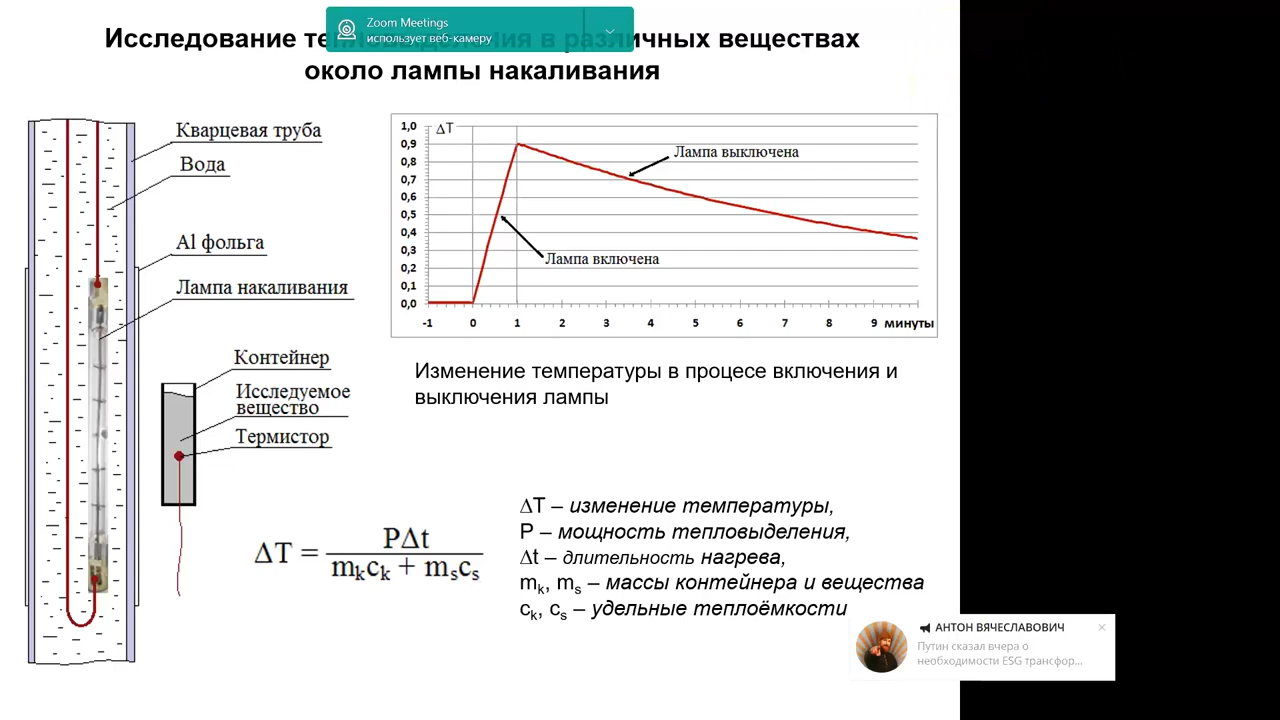 Zoom Meetings
использует веб-камеру
Исследование в различных веществах
около лампы накаливания
Кварцевая труба
Вода
Al фольга
Лампа накаливания
Контейнер
Исследуемое
вещество
Термистор
1,0
0,9
0,8
0,7
0,6
0,5
0,4
0,3
0,2
0,1
0,0
ΔT
Лампа выключена
Лампа включена
-1 0 1 2 3 4 5 6 7 8 9 минуты
Изменение температуры в процесе включения и
выключения лампы
ΔT = PΔt / (mkck + mscs)
ΔT – изменение температуры,
P – мощность тепловыделения,
Δt – длительность нагрева,
mk, ms – массы контейнера и вещества
ck, cs – удельные теплоёмкости
АНТОН ВЯЧЕСЛАВОВИЧ
Путин сказал вчера о
необходимости ESG трансфор...